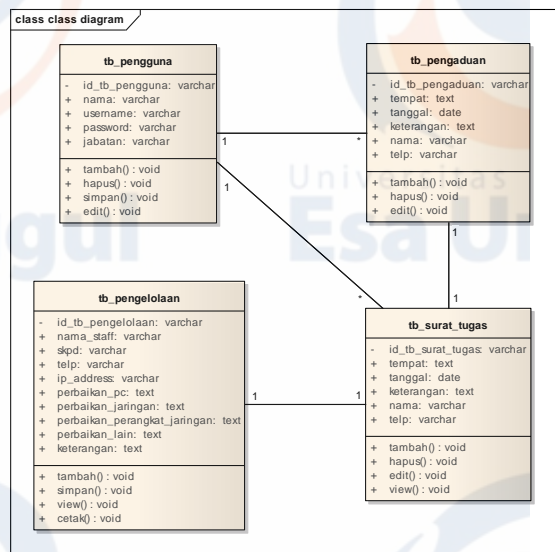 class class diagram
tb_pengguna
- id_tb_pengguna: varchar
+ nama: varchar
+ username: varchar
+ password: varchar
+ jabatan: varchar
+ tambah() : void
+ hapus() : void
+ simpan() : void
+ edit() : void
tb_pengaduan
- id_tb_pengaduan: varchar
+ tempat: text
+ tanggal: date
+ keterangan: text
+ nama: varchar
+ telp: varchar
+ tambah() : void
+ hapus() : void
+ edit() : void
1
*
1
*
1
1
Universitas
Esa Un
ggul
tb_pengelolaan
- id_tb_pengelolaan: varchar
+ nama_staff: varchar
+ skpd: varchar
+ telp: varchar
+ ip_address: varchar
+ perbaikan_pc: text
+ perbaikan_jaringan: text
+ perbaikan_perangkat_jaringan: text
+ perbaikan_lain: text
+ keterangan: text
+ tambah() : void
+ simpan() : void
+ view() : void
+ cetak() : void
1
1
tb_surat_tugas
- id_tb_surat_tugas: varchar
+ tempat: text
+ tanggal: date
+ keterangan: text
+ nama: varchar
+ telp: varchar
+ tambah() : void
+ hapus() : void
+ edit() : void
+ view() : void